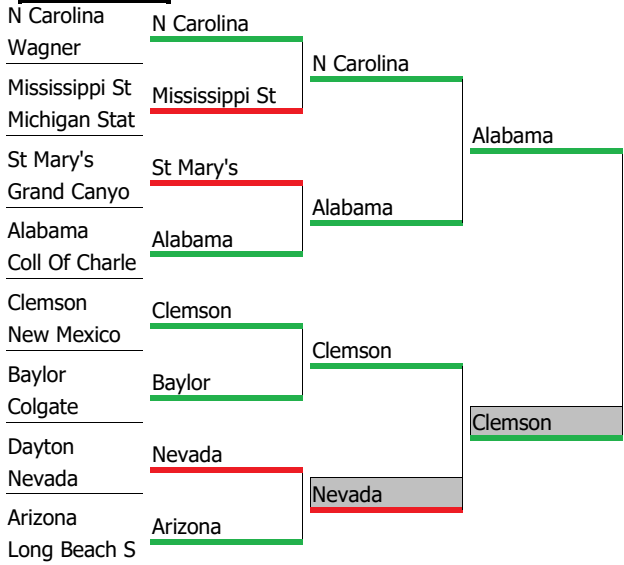 N Carolina
Wagner
Mississippi St
Michigan Stat
St Mary's
Grand Canyo
Alabama
Coll Of Charle
Clemson
New Mexico
Baylor
Colgate
Dayton
Nevada
Arizona
Long Beach S
N Carolina
Mississippi St
St Mary's
Alabama
Clemson
Baylor
Nevada
Arizona
N Carolina
Alabama
Clemson
Nevada
Alabama
Clemson